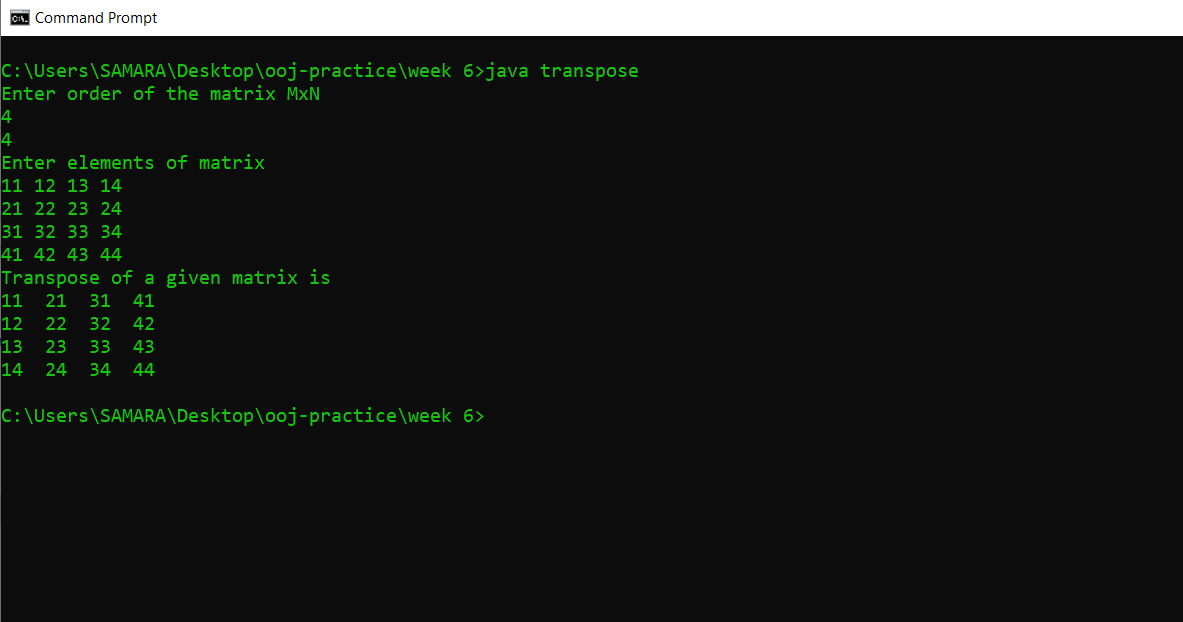 Command Prompt
C:\Users\SAMARA\Desktop\ooj-practice\week 6>java transpose
Enter order of the matrix MxN
4
4
Enter elements of matrix
11 12 13 14
21 22 23 24
31 32 33 34
41 42 43 44
Transpose of a given matrix is
11  21  31  41
12  22  32  42
13  23  33  43
14  24  34  44
C:\Users\SAMARA\Desktop\ooj-practice\week 6>